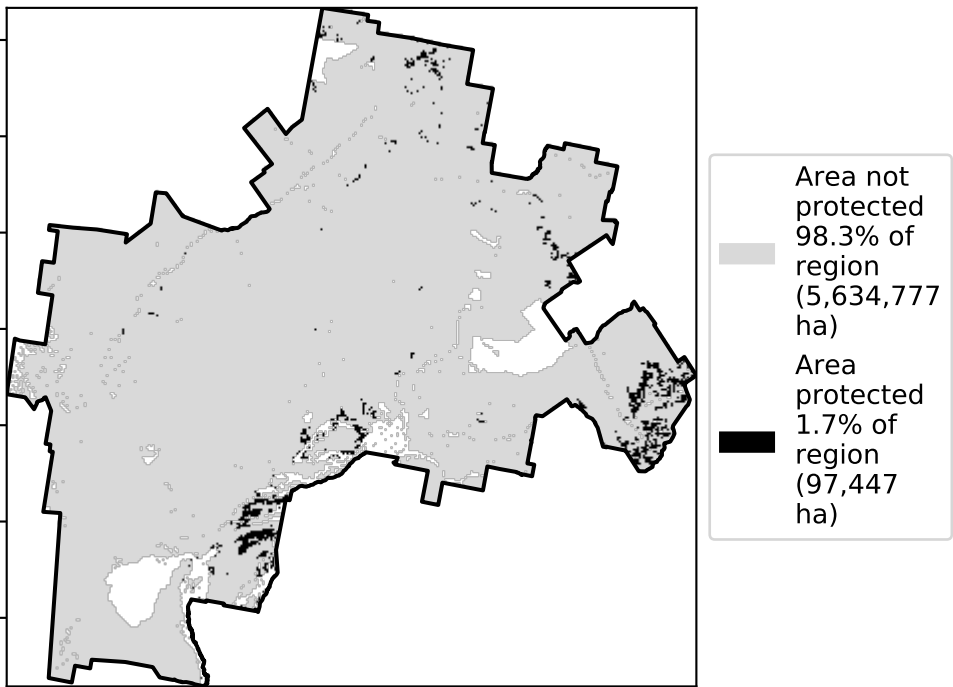 Area not
protected
98.3% of
region
(5,634,777
ha)
Area
protected
1.7% of
region
(97,447
ha)